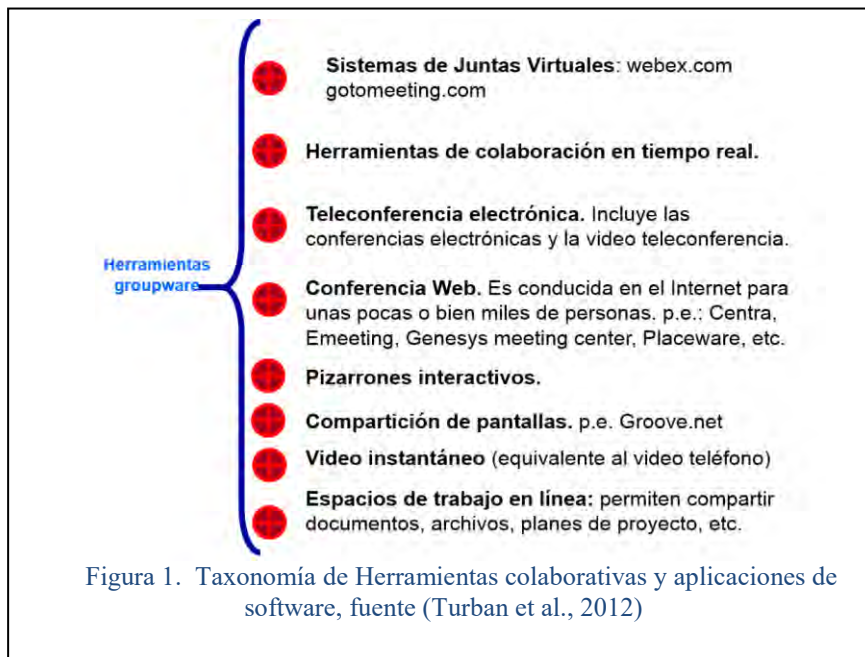 Sistemas de Juntas Virtuales: webex.com
gotomeeting.com
Herramientas de colaboración en tiempo real.
Teleconferencia electrónica. Incluye las
conferencias electrónicas y la video teleconferencia.
Herramientas
groupware
Conferencia Web. Es conducida en el Internet para
unas pocas o bien miles de personas. p.e.: Centra,
Emeeting, Genesys meeting center, Placeware, etc.
Pizarrones interactivos.
Compartición de pantallas. p.e. Groove.net
Video instantáneo (equivalente al video teléfono)
Espacios de trabajo en línea: permiten compartir
documentos, archivos, planes de proyecto, etc.
Figura 1. Taxonomía de Herramientas colaborativas y aplicaciones de
software, fuente (Turban et al., 2012)